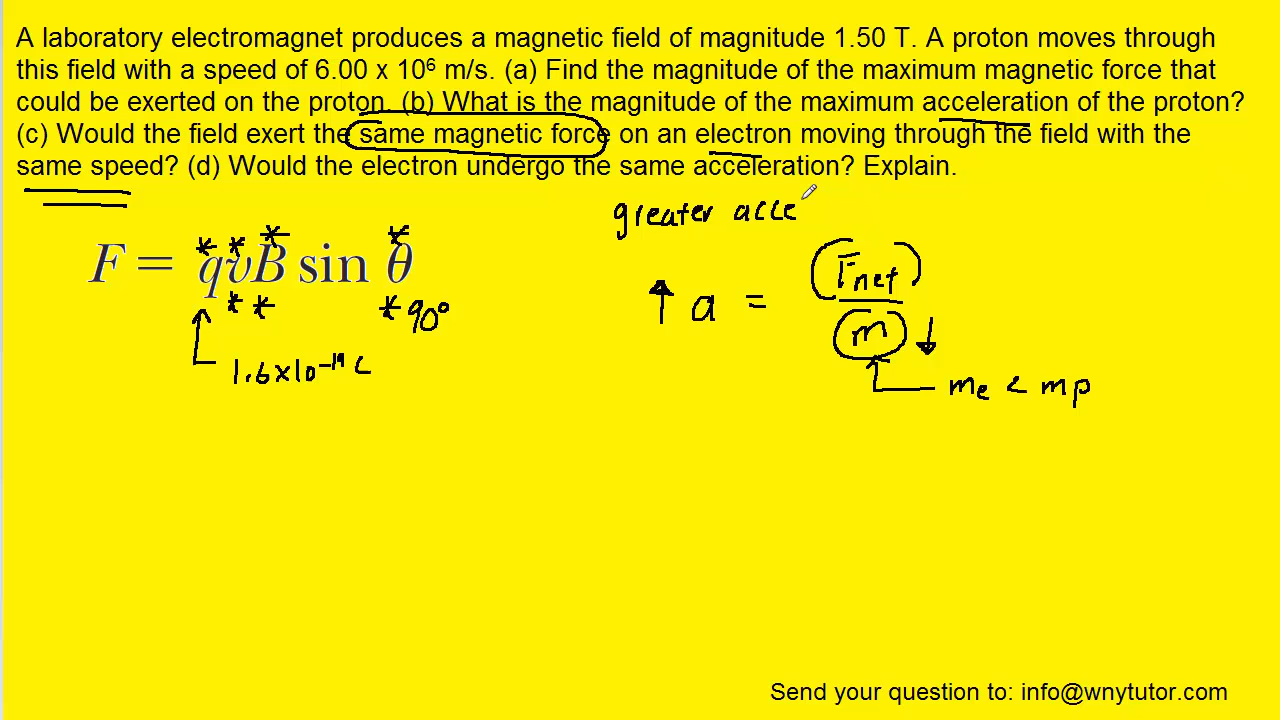 A laboratory electromagnet produces a magnetic field of magnitude 1.50 T. A proton moves through
this field with a speed of 6.00 x 10⁶ m/s. (a) Find the magnitude of the maximum magnetic force that
could be exerted on the proton. (b) What is the magnitude of the maximum acceleration of the proton?
(c) Would the field exert the same magnetic force on an electron moving through the field with the
same speed? (d) Would the electron undergo the same acceleration? Explain.
greater acce
F = qvB sin θ
* * * *
* * * 90°
1.6×10⁻¹⁹ C
↑ a = (Fnet) / m ↓
me < mp
Send your question to: info@wnytutor.com